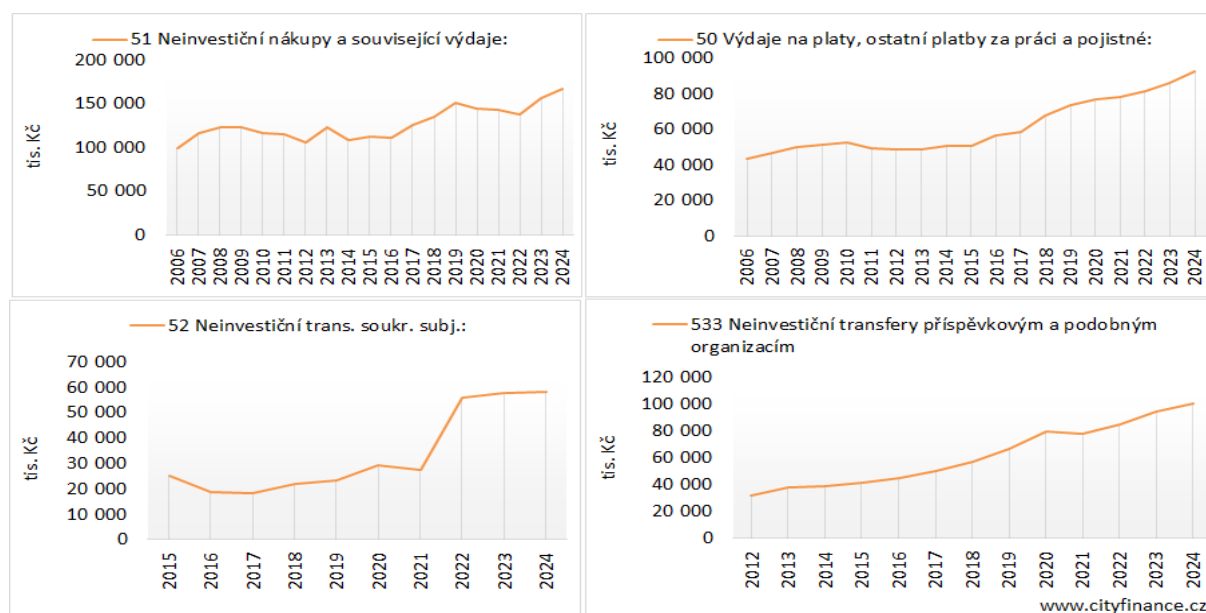 51 Neinvestiční nákupy a související výdaje:
200 000
150 000
100 000
50 000
0
tis. Kč
2006 2007 2008 2009 2010 2011 2012 2013 2014 2015 2016 2017 2018 2019 2020 2021 2022 2023 2024
50 Výdaje na platy, ostatní platby za práci a pojistné:
100 000
80 000
60 000
40 000
20 000
0
tis. Kč
2006 2007 2008 2009 2010 2011 2012 2013 2014 2015 2016 2017 2018 2019 2020 2021 2022 2023 2024
52 Neinvestiční trans. soukr. subj.:
70 000
60 000
50 000
40 000
30 000
20 000
10 000
0
tis. Kč
2015 2016 2017 2018 2019 2020 2021 2022 2023 2024
533 Neinvestiční transfery příspěvkovým a podobným
organizacím
120 000
100 000
80 000
60 000
40 000
20 000
0
tis. Kč
2012 2013 2014 2015 2016 2017 2018 2019 2020 2021 2022 2023 2024
www.cityfinance.cz